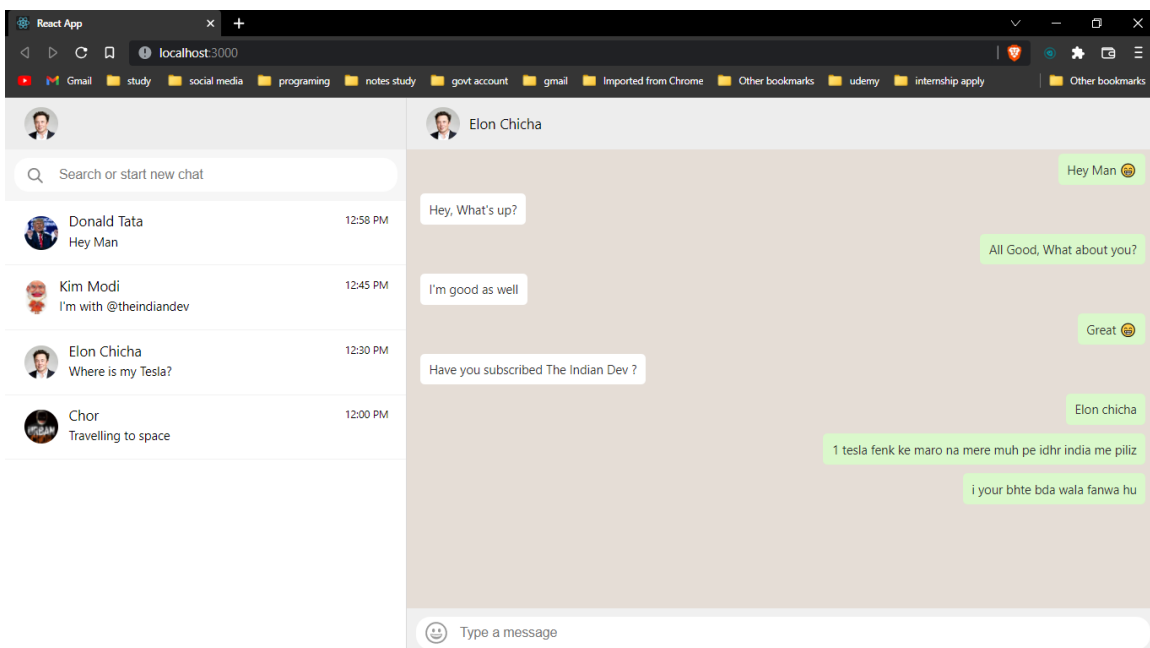 React App
localhost:3000
Gmail study social media programing notes study govt account gmail Imported from Chrome Other bookmarks udemy internship apply Other bookmarks
Elon Chicha
Search or start new chat
Donald Tata 12:58 PM
Hey Man
Kim Modi 12:45 PM
I'm with @theindiandev
Elon Chicha 12:30 PM
Where is my Tesla?
Chor 12:00 PM
Travelling to space
Hey Man 😁
Hey, What's up?
All Good, What about you?
I'm good as well
Great 😁
Have you subscribed The Indian Dev ?
Elon chicha
1 tesla fenk ke maro na mere muh pe idhr india me piliz
i your bhte bda wala fanwa hu
Type a message